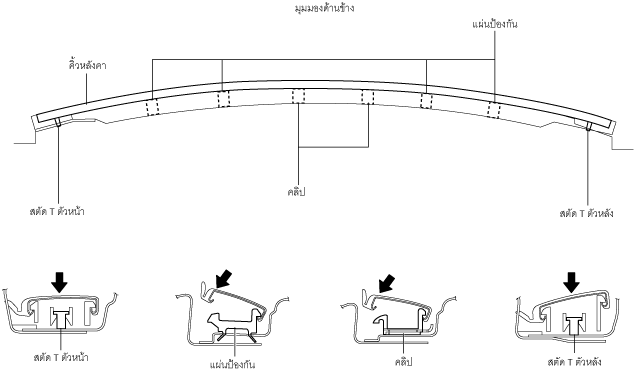 มุมมองด้านข้าง
แผ่นป้องกัน
คิ้วหลังคา
คลิป
สตัด T ตัวหน้า
สตัด T ตัวหลัง
สตัด T ตัวหน้า
แผ่นป้องกัน
คลิป
สตัด T ตัวหลัง